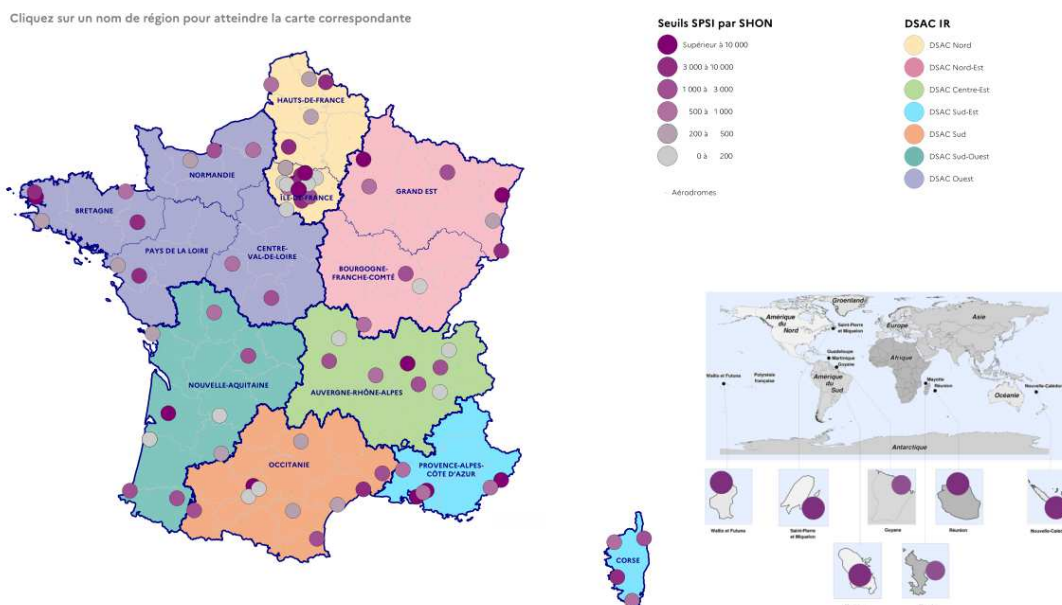 Cliquez sur un nom de région pour atteindre la carte correspondante
Seuils SPSI par SHON
Supérieur à 10 000
3 000 à 10 000
1 000 à 3 000
500 à 1 000
200 à 500
0 à 200
Aérodromes
DSAC IR
DSAC Nord
DSAC Nord-Est
DSAC Centre-Est
DSAC Sud-Est
DSAC Sud
DSAC Sud-Ouest
DSAC Ouest
HAUTS-DE-FRANCE
NORMANDIE
ÎLE-DE-FRANCE
GRAND EST
BRETAGNE
PAYS DE LA LOIRE
CENTRE-
VAL-DE-LOIRE
BOURGOGNE-
FRANCHE-COMTÉ
NOUVELLE-AQUITAINE
AUVERGNE-RHÔNE-ALPES
OCCITANIE
PROVENCE-ALPES-
CÔTE D'AZUR
CORSE
Groenland
Amérique
du
Nord
Saint-Pierre
et Miquelon
Europe
Asie
Guadeloupe
Martinique
Guyane
Afrique
Wallis et Futuna
Polynésie
française
Amérique
du
Sud
Mayotte
Réunion
Nouvelle-Calédo
Océanie
Antarctique
Wallis et Futuna
Saint-Pierre
et Miquelon
Guyane
Réunion
Nouvelle-Caléd